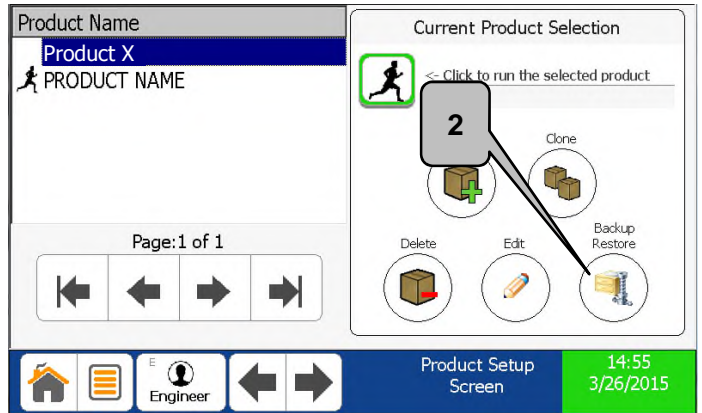 Product Name
Product X
PRODUCT NAME
Page:1 of 1
Current Product Selection
<- Click to run the selected product
2
Clone
Delete
Edit
Backup
Restore
E
Engineer
Product Setup
Screen
14:55
3/26/2015